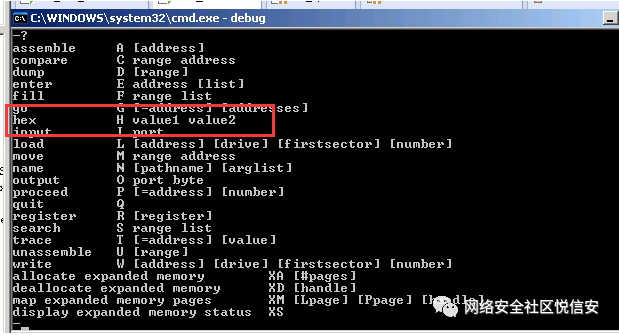 C:\WINDOWS\system32\cmd.exe - debug
-?
assemble A [address]
compare C range address
dump D [range]
enter E address [list]
fill F range list
go G [=address] [addresses]
hex H value1 value2
input I port
load L [address] [drive] [firstsector] [number]
move M range address
name N [pathname] [arglist]
output O port byte
proceed P [=address] [number]
quit Q
register R [register]
search S range list
trace T [=address] [value]
unassemble U [range]
write W [address] [drive] [firstsector] [number]
allocate expanded memory XA [#pages]
deallocate expanded memory XD [handle]
map expanded memory pages XM [Lpage] [Ppage] [handle]
display expanded memory status XS
-_
网络安全社区悦信安